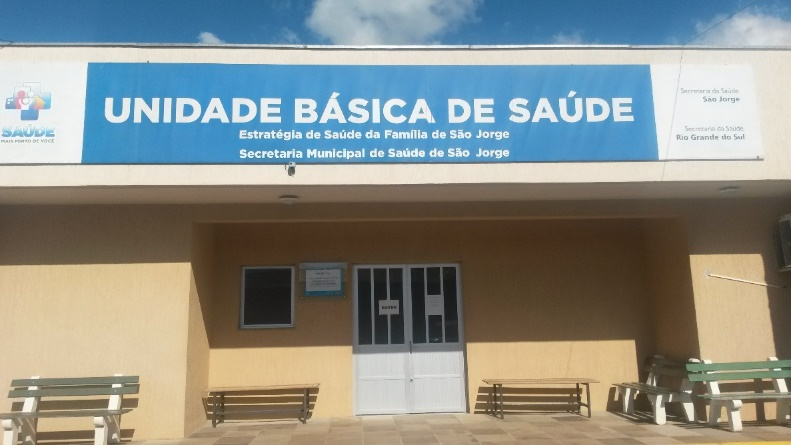 SAÚDE
MAIS PERTO DE VOCÊ
UNIDADE BÁSICA DE SAÚDE
Estratégia de Saúde da Família de São Jorge
Secretaria Municipal de Saúde de São Jorge
Secretaria da Saúde
São Jorge
Secretaria da Saúde
Rio Grande do Sul